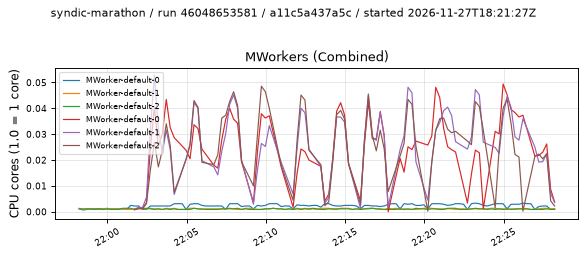 syndic-marathon / run 46048653581 / a11c5a437a5c / started 2026-11-27T18:21:27Z
MWorkers (Combined)
CPU cores (1.0 = 1 core)
0.05
0.04
0.03
0.02
0.01
0.00
MWorker-default-0
MWorker-default-1
MWorker-default-2
MWorker-default-0
MWorker-default-1
MWorker-default-2
22:00
22:05
22:10
22:15
22:20
22:25